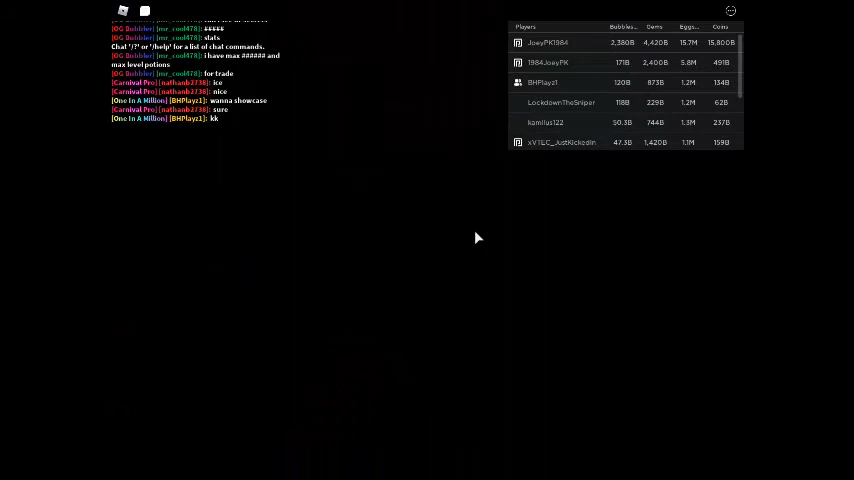 [OG Bubbler] [mr_cool478]: #####
[OG Bubbler] [mr_cool478]: stats
Chat '/?' or '/help' for a list of chat commands.
[OG Bubbler] [mr_cool478]: i have max ###### and
max level potions
[OG Bubbler] [mr_cool478]: for trade
[Carnival Pro] [nathanb2738]: ice
[Carnival Pro] [nathanb2738]: nice
[One In A Million] [BHPlayz1]: wanna showcase
[Carnival Pro] [nathanb2738]: sure
[One In A Million] [BHPlayz1]: kk
Players Bubbles... Gems Eggs... Coins
JoeyPK1984 2,380B 4,420B 15.7M 15,800B
1984JoeyPK 171B 2,400B 5.8M 491B
BHPlayz1 120B 873B 1.2M 134B
LockdownTheSniper 118B 229B 1.2M 62B
kamilus122 50.3B 744B 1.3M 237B
xVTEC_JustKickedIn 47.3B 1,420B 1.1M 159B